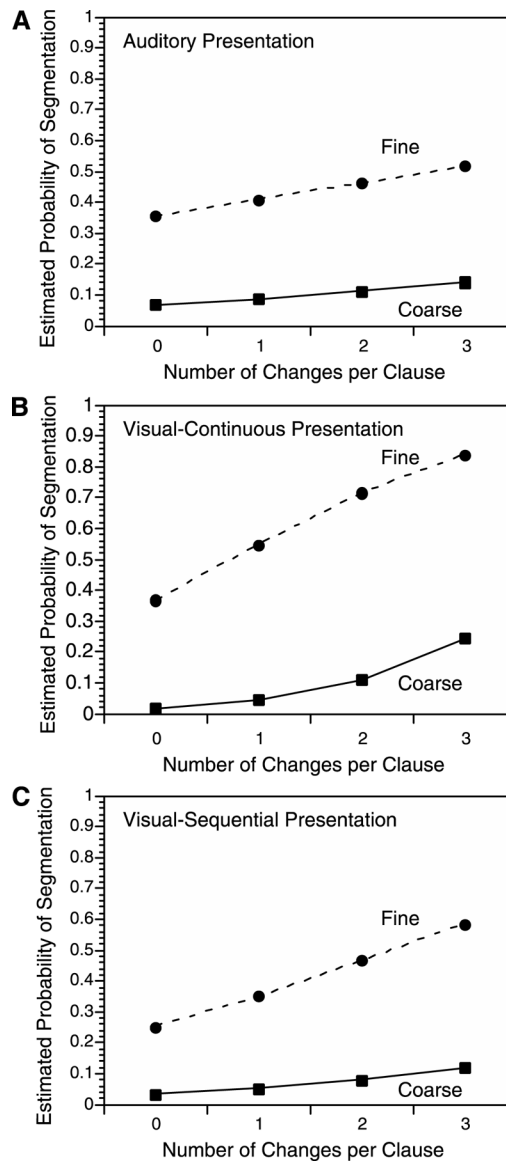 A
Auditory Presentation
Estimated Probability of Segmentation
1
0.9
0.8
0.7
0.6
0.5
0.4
0.3
0.2
0.1
0
Fine
Coarse
0 1 2 3
Number of Changes per Clause
B
Visual-Continuous Presentation
Estimated Probability of Segmentation
1
0.9
0.8
0.7
0.6
0.5
0.4
0.3
0.2
0.1
0
Fine
Coarse
0 1 2 3
Number of Changes per Clause
C
Visual-Sequential Presentation
Estimated Probability of Segmentation
1
0.9
0.8
0.7
0.6
0.5
0.4
0.3
0.2
0.1
0
Fine
Coarse
0 1 2 3
Number of Changes per Clause